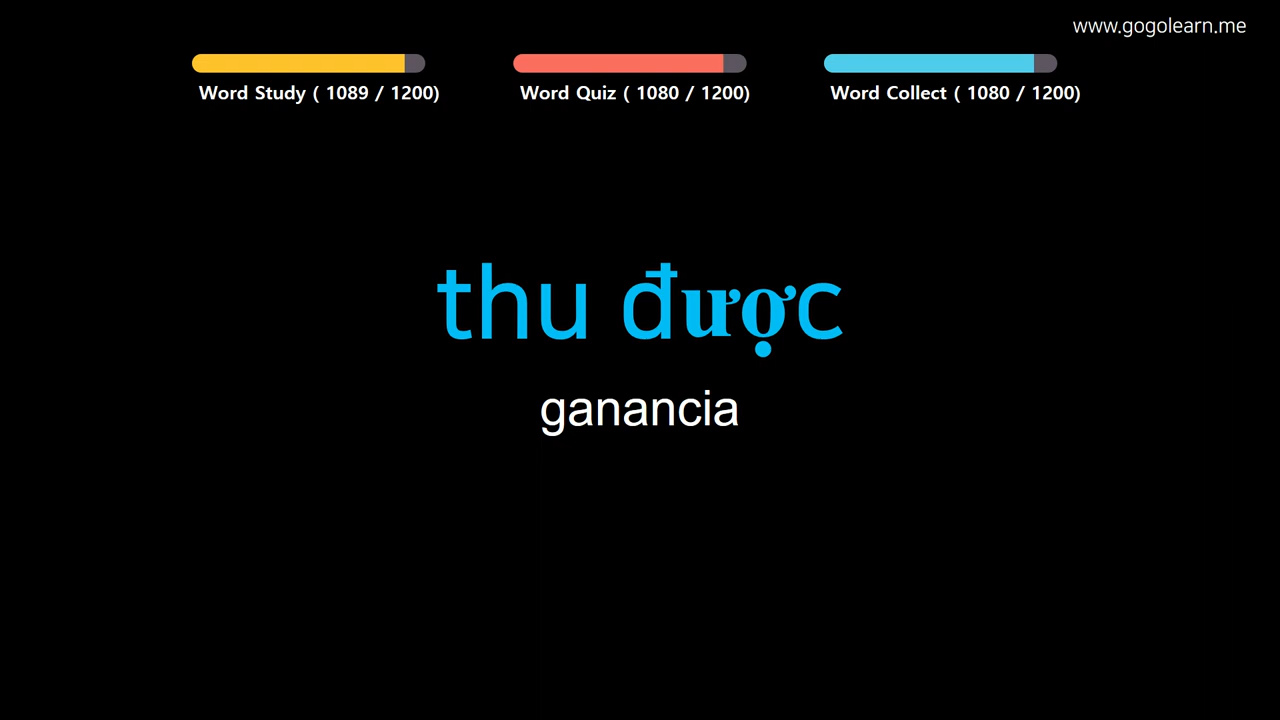 www.gogolearn.me
Word Study ( 1089 / 1200)
Word Quiz ( 1080 / 1200)
Word Collect ( 1080 / 1200)
thu được
ganancia